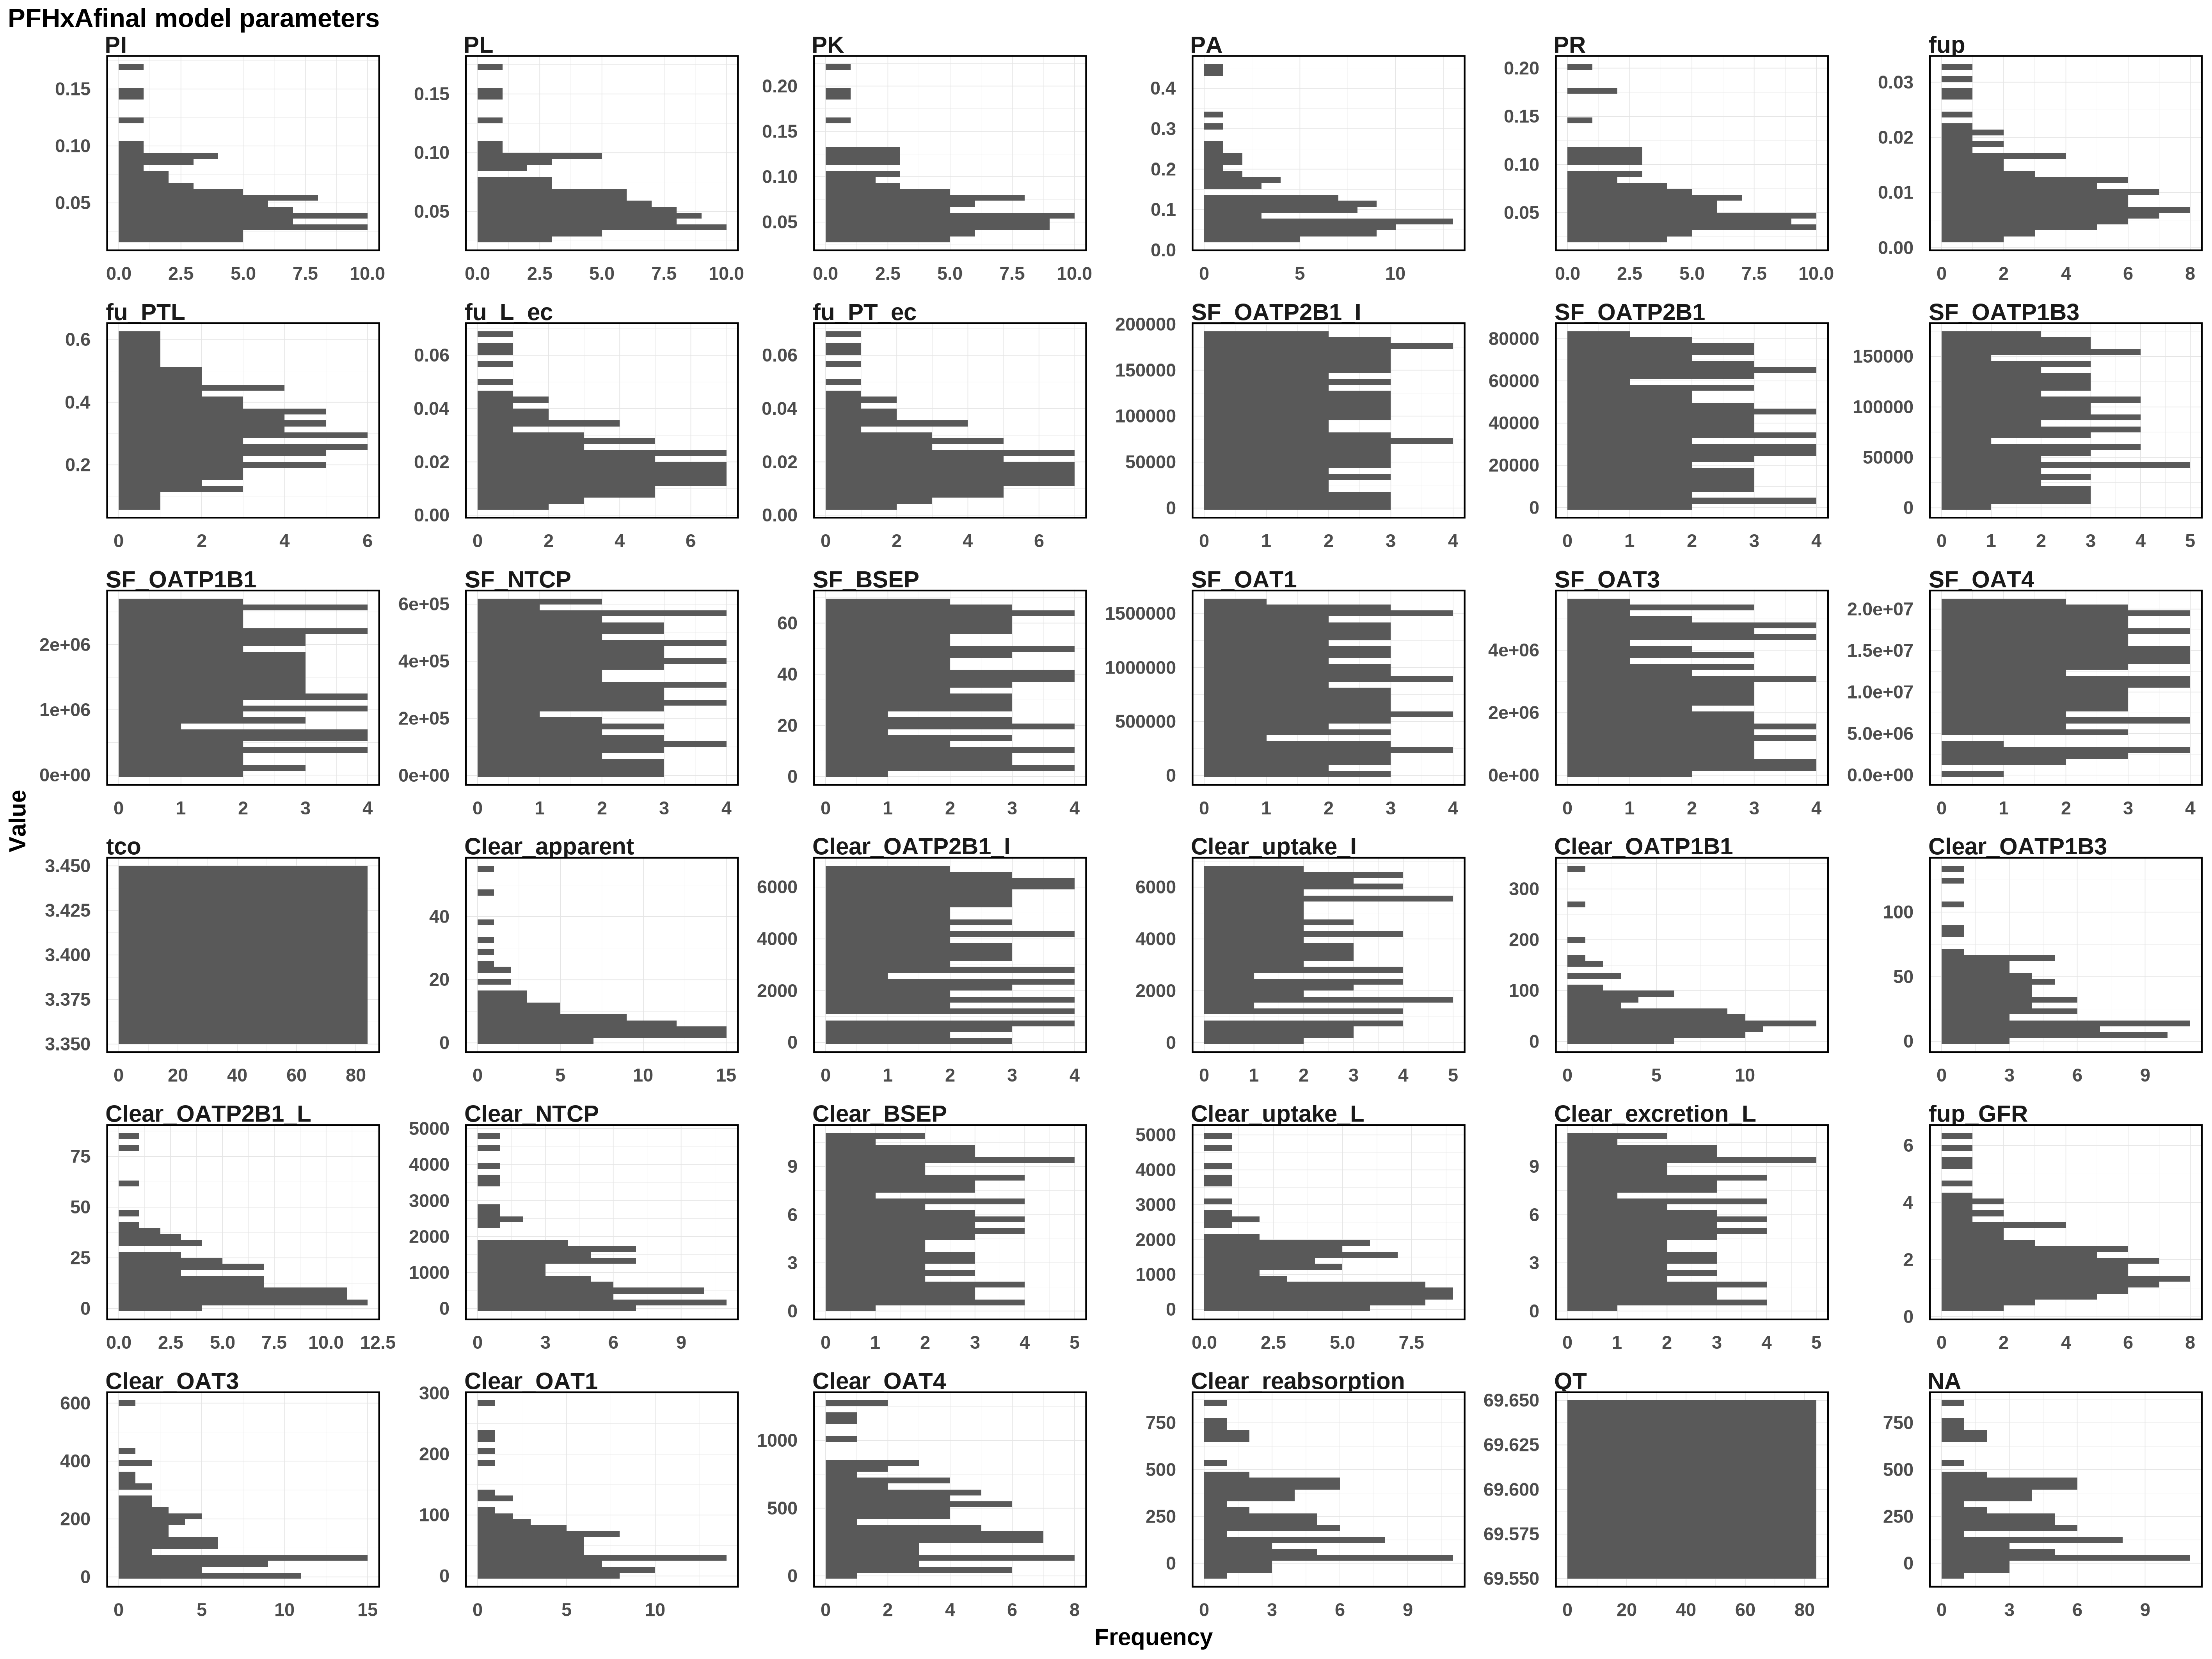 PFHxAfinal model parameters
PI PL PK PA PR fup
0.15 0.10 0.05
0.15 0.10 0.05
0.20 0.15 0.10 0.05
0.4 0.3 0.2 0.1 0.0
0.20 0.15 0.10 0.05
0.03 0.02 0.01 0.00
0.0 2.5 5.0 7.5 10.0
0.0 2.5 5.0 7.5 10.0
0.0 2.5 5.0 7.5 10.0
0 5 10
0.0 2.5 5.0 7.5 10.0
0 2 4 6 8
fu_PTL fu_L_ec fu_PT_ec SF_OATP2B1_I SF_OATP2B1 SF_OATP1B3
0.6 0.4 0.2
0.06 0.04 0.02 0.00
0.06 0.04 0.02 0.00
200000 150000 100000 50000 0
80000 60000 40000 20000 0
150000 100000 50000 0
0 2 4 6
0 2 4 6
0 2 4 6
0 1 2 3 4
0 1 2 3 4
0 1 2 3 4 5
SF_OATP1B1 SF_NTCP SF_BSEP SF_OAT1 SF_OAT3 SF_OAT4
2e+06 1e+06 0e+00
6e+05 4e+05 2e+05 0e+00
60 40 20 0
1500000 1000000 500000 0
4e+06 2e+06 0e+00
2.0e+07 1.5e+07 1.0e+07 5.0e+06 0.0e+00
0 1 2 3 4
0 1 2 3 4
0 1 2 3 4
0 1 2 3 4
0 1 2 3 4
0 1 2 3 4
Value
tco Clear_apparent Clear_OATP2B1_I Clear_uptake_I Clear_OATP1B1 Clear_OATP1B3
3.450 3.425 3.400 3.375 3.350
40 20 0
6000 4000 2000 0
6000 4000 2000 0
300 200 100 0
100 50 0
0 20 40 60 80
0 5 10 15
0 1 2 3 4
0 1 2 3 4 5
0 5 10
0 3 6 9
Clear_OATP2B1_L Clear_NTCP Clear_BSEP Clear_uptake_L Clear_excretion_L fup_GFR
75 50 25 0
5000 4000 3000 2000 1000 0
9 6 3 0
5000 4000 3000 2000 1000 0
9 6 3 0
6 4 2 0
0.0 2.5 5.0 7.5 10.0 12.5
0 3 6 9
0 1 2 3 4 5
0.0 2.5 5.0 7.5
0 1 2 3 4 5
0 2 4 6 8
Clear_OAT3 Clear_OAT1 Clear_OAT4 Clear_reabsorption QT NA
600 400 200 0
300 200 100 0
1000 500 0
750 500 250 0
69.650 69.625 69.600 69.575 69.550
750 500 250 0
0 5 10 15
0 5 10
0 2 4 6 8
0 3 6 9
0 20 40 60 80
0 3 6 9
Frequency